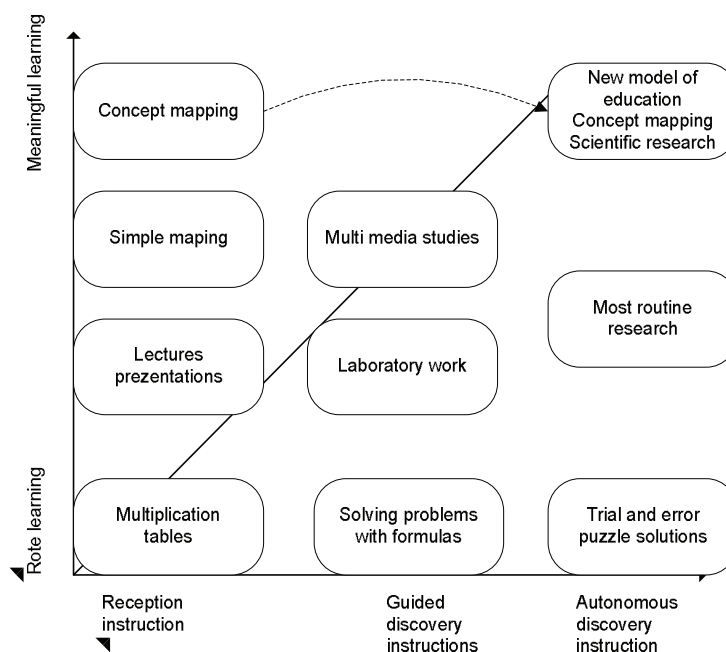 Meaningful learning
Rote learning
Concept mapping
New model of
education
Concept mapping
Scientific research
Simple maping
Multi media studies
Most routine
research
Lectures
prezentations
Laboratory work
Multiplication
tables
Solving problems
with formulas
Trial and error
puzzle solutions
Reception
instruction
Guided
discovery
instructions
Autonomous
discovery
instruction